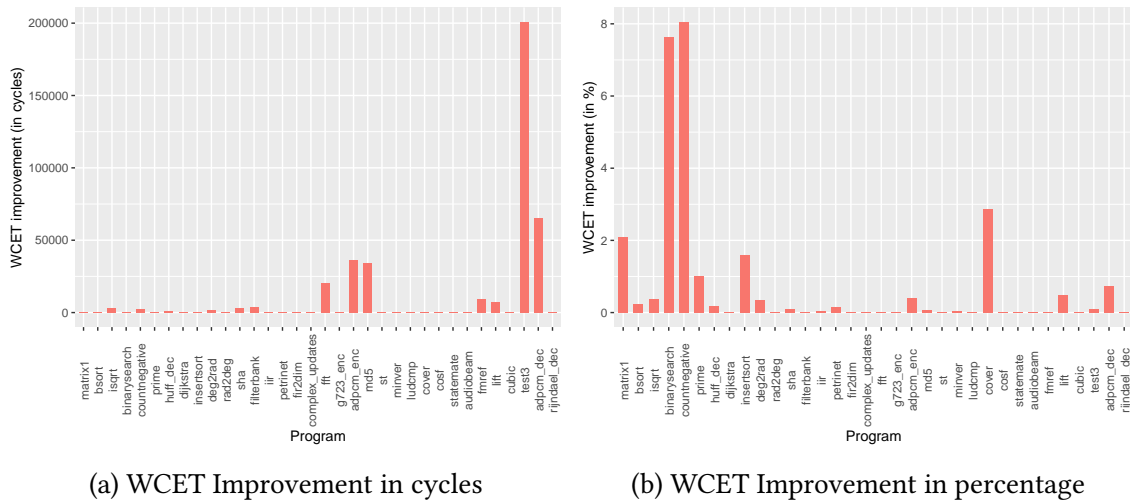 200000
150000
100000
50000
0
WCET improvement (in cycles)
matrix1
bsort
isqrt
binarysearch
countnegative
prime
huff_dec
dijkstra
insertsort
deg2rad
rad2deg
sha
filterbank
iir
petrinet
fir2dim
complex_updates
fft
g723_enc
adpcm_enc
md5
st
minver
ludcmp
cover
cosf
statemate
audiobeam
fmref
lift
cubic
test3
adpcm_dec
rijndael_dec
Program
(a) WCET Improvement in cycles
8
6
4
2
0
WCET improvement (in %)
matrix1
bsort
isqrt
binarysearch
countnegative
prime
huff_dec
dijkstra
insertsort
deg2rad
rad2deg
sha
filterbank
iir
petrinet
fir2dim
complex_updates
fft
g723_enc
adpcm_enc
md5
st
minver
ludcmp
cover
cosf
statemate
audiobeam
fmref
lift
cubic
test3
adpcm_dec
rijndael_dec
Program
(b) WCET Improvement in percentage